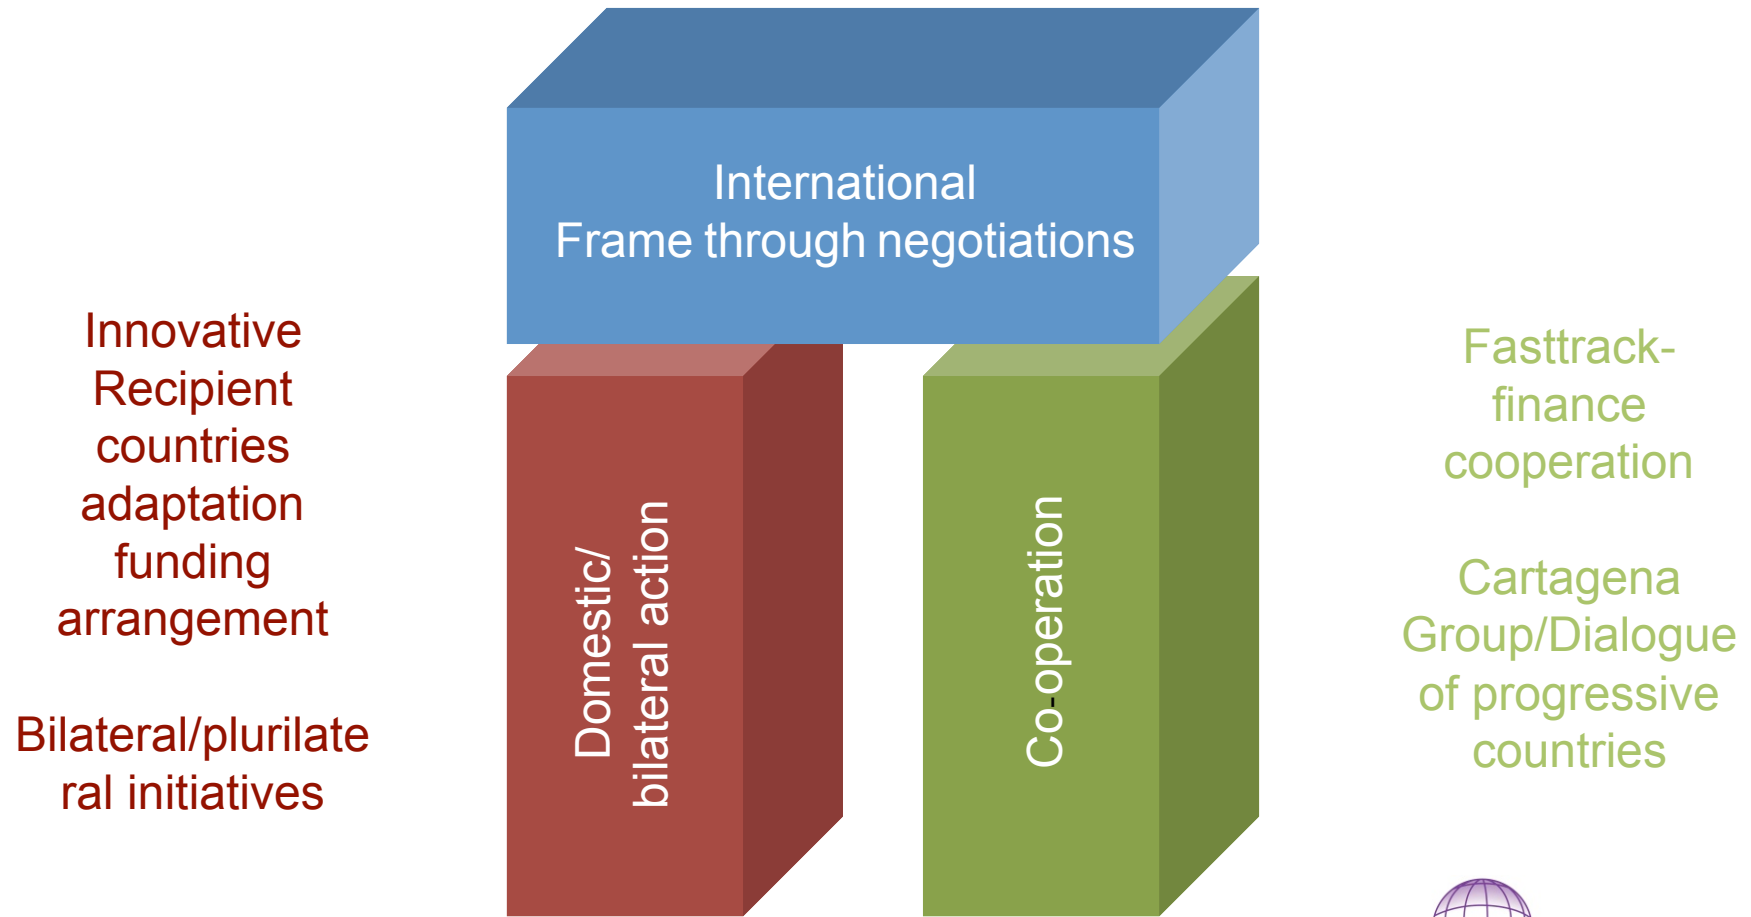 International
Frame through negotiations
Innovative
Recipient
countries
adaptation
funding
arrangement
Bilateral/plurilate
ral initiatives
Domestic/
bilateral action
Co-operation
Fasttrack-
finance
cooperation
Cartagena
Group/Dialogue
of progressive
countries